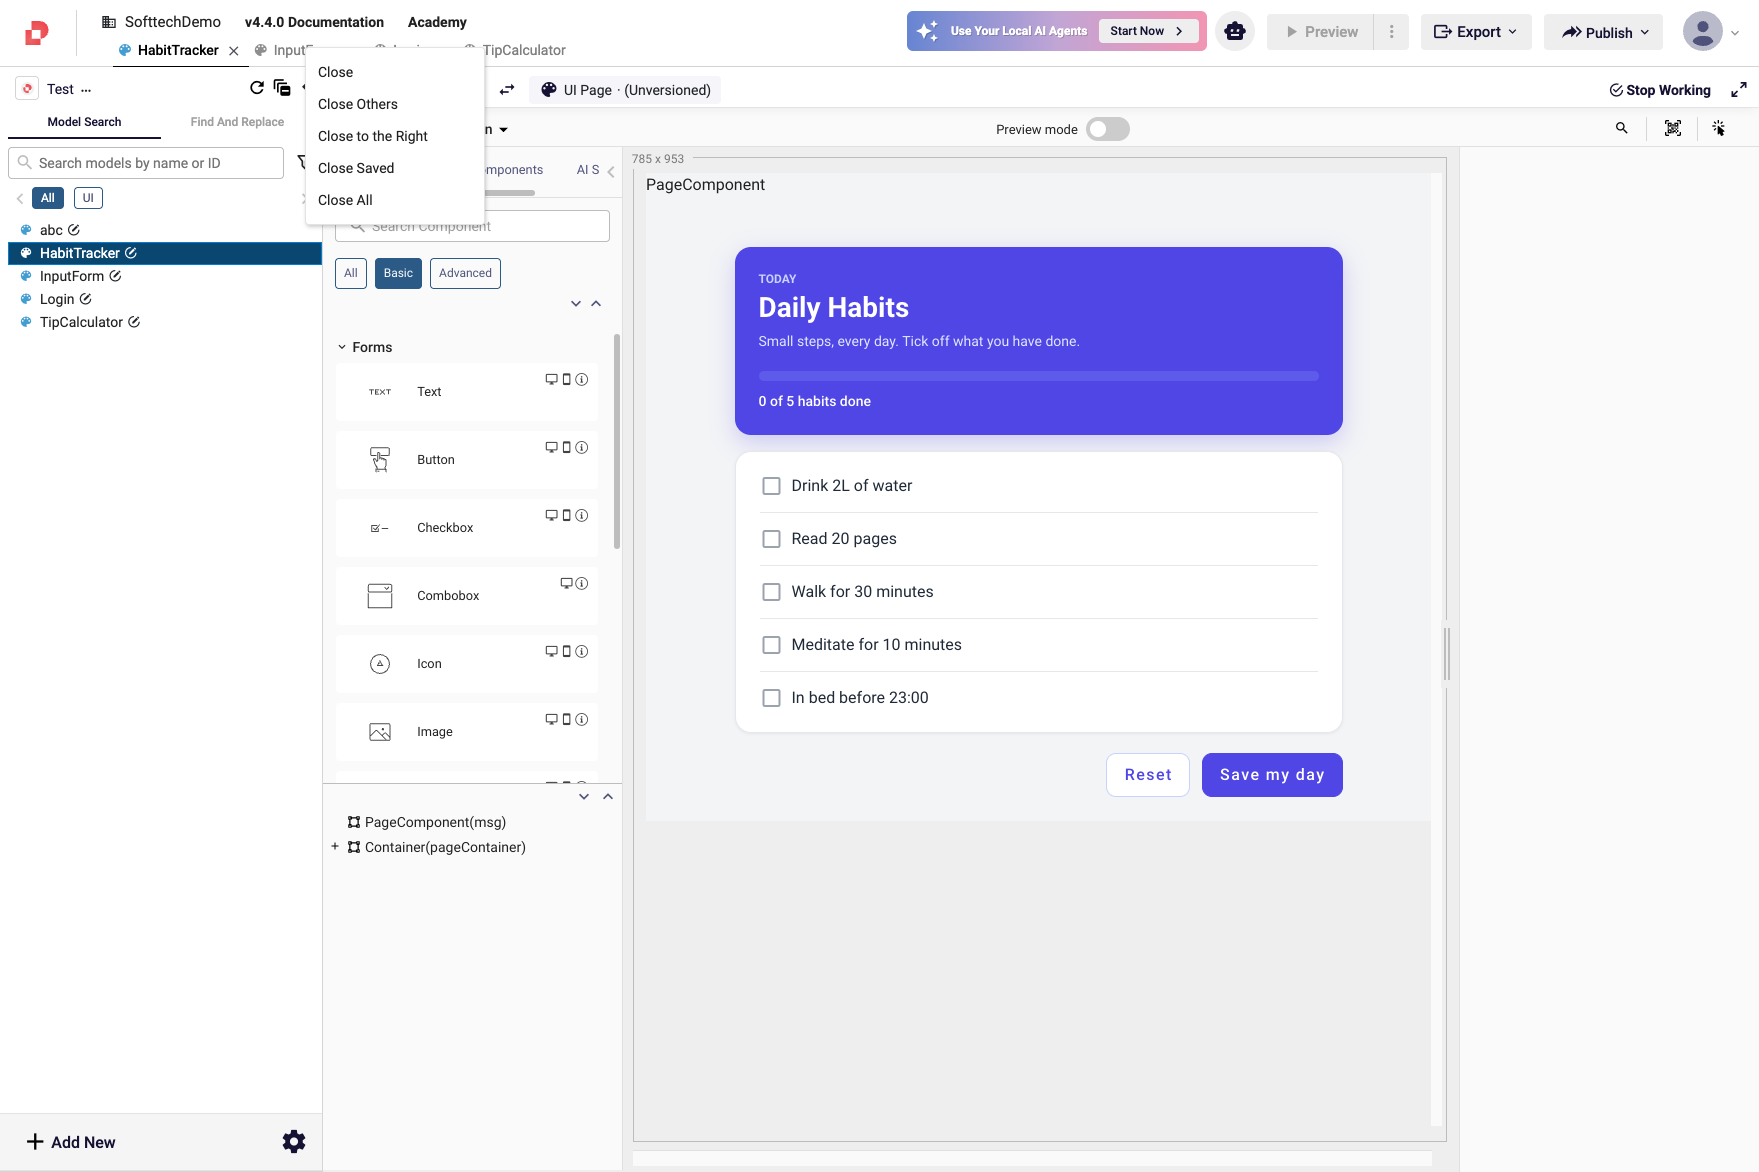 SofttechDemo
v4.4.0 Documentation
Academy
HabitTracker
InputF
TipCalculator
Use Your Local AI Agents
Start Now
Preview
Export
Publish
Close
Close Others
Close to the Right
Close Saved
Close All
Test ...
UI Page · (Unversioned)
Stop Working
Model Search
Find And Replace
n
Preview mode
Search models by name or ID
All
UI
mponents
AI S
Search Component
abc
HabitTracker
InputForm
Login
TipCalculator
All
Basic
Advanced
Forms
TEXT
Text
Button
Checkbox
Combobox
Icon
Image
PageComponent(msg)
+ Container(pageContainer)
785 x 953
PageComponent
TODAY
Daily Habits
Small steps, every day. Tick off what you have done.
0 of 5 habits done
Drink 2L of water
Read 20 pages
Walk for 30 minutes
Meditate for 10 minutes
In bed before 23:00
Reset
Save my day
Add New